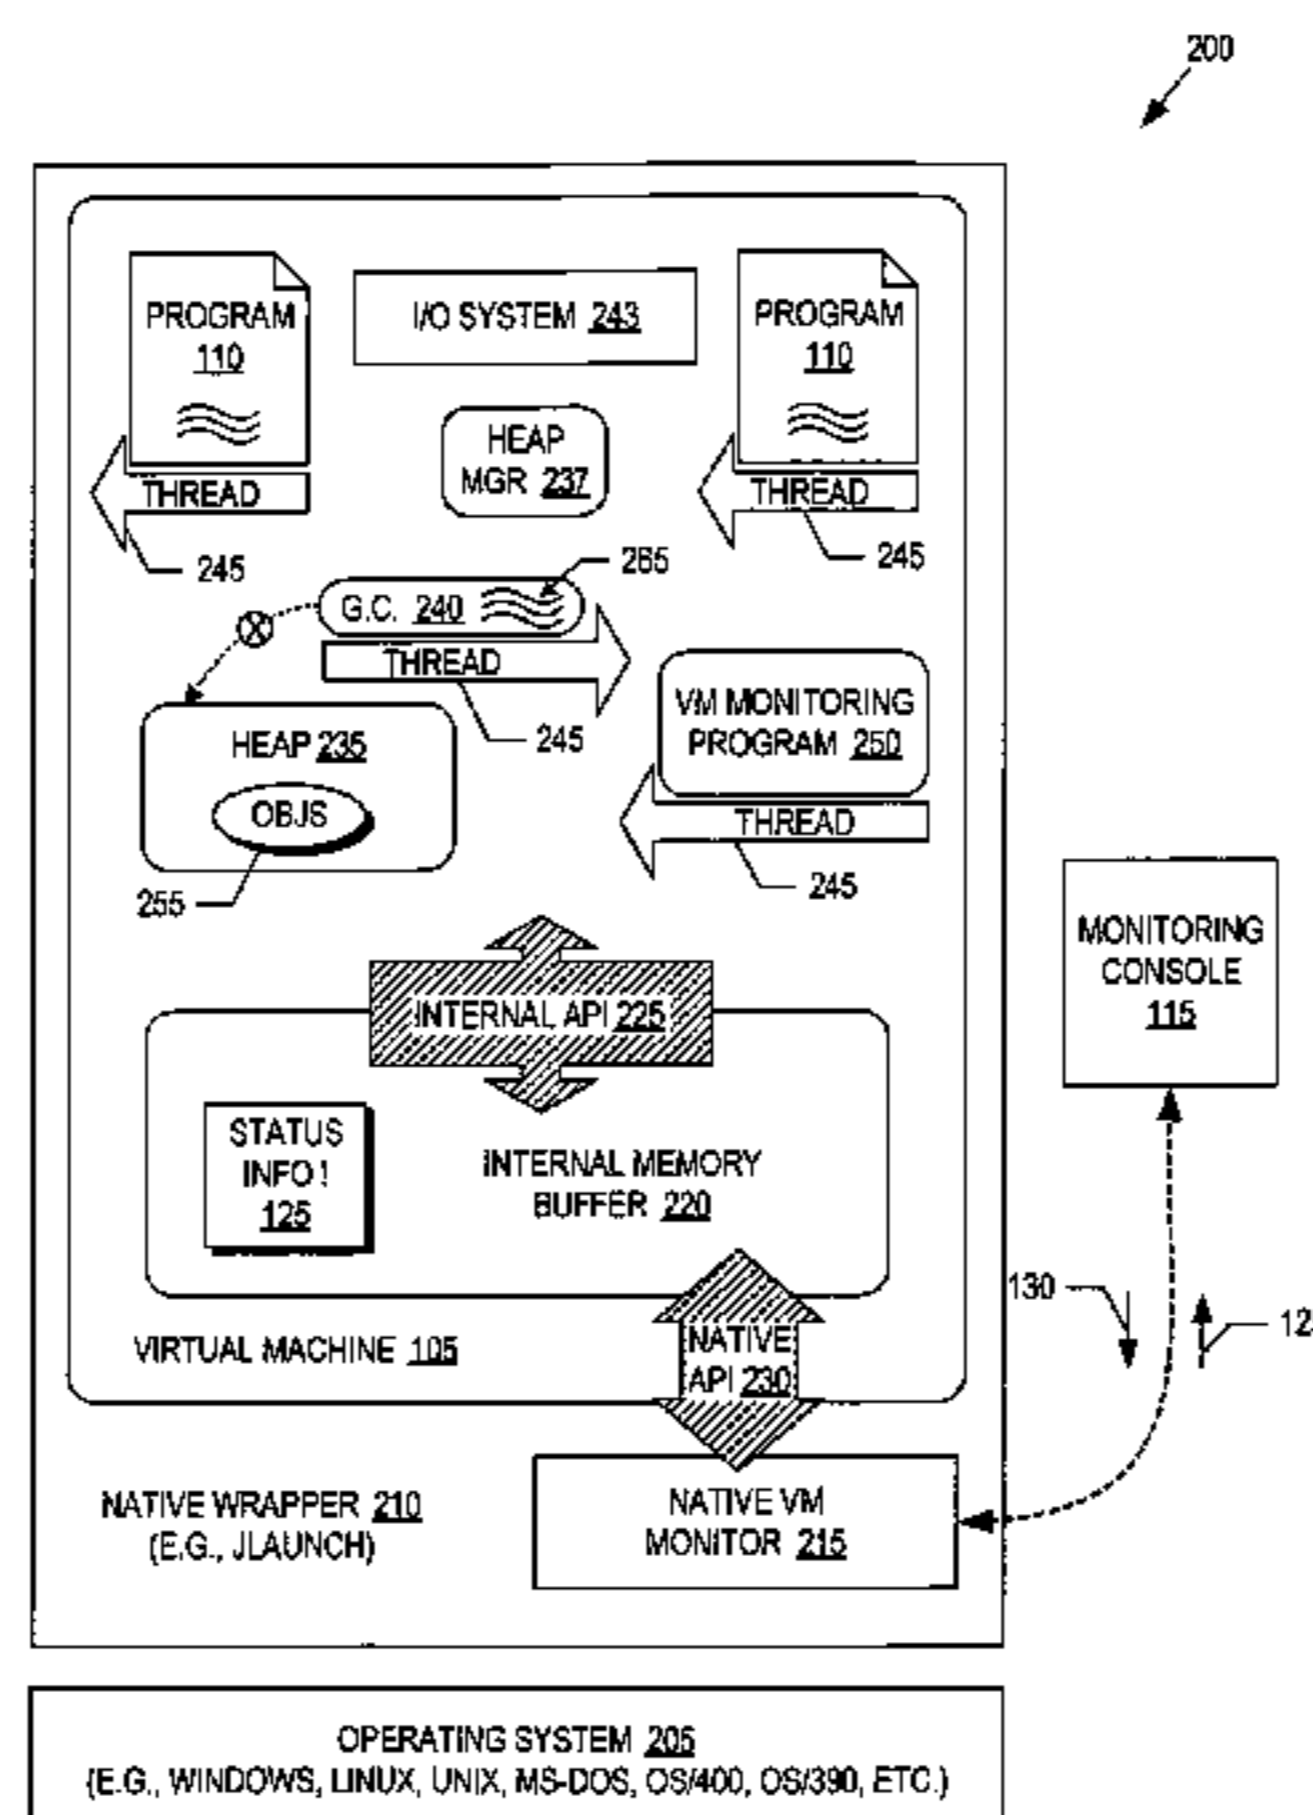 200
PROGRAM
110
I/O SYSTEM 243
PROGRAM
110
HEAP
MGR 237
THREAD
THREAD
245
245
265
G.C. 240
THREAD
245
VM MONITORING
PROGRAM 250
HEAP 235
OBJS
THREAD
255
245
MONITORING
CONSOLE
115
INTERNAL API 225
STATUS
INFO !
125
INTERNAL MEMORY
BUFFER 220
130
VIRTUAL MACHINE 105
NATIVE
API 230
NATIVE WRAPPER 210
(E.G., JLAUNCH)
NATIVE VM
MONITOR 215
OPERATING SYSTEM 205
(E.G., WINDOWS, LINUX, UNIX, MS-DOS, OS/400, OS/390, ETC.)